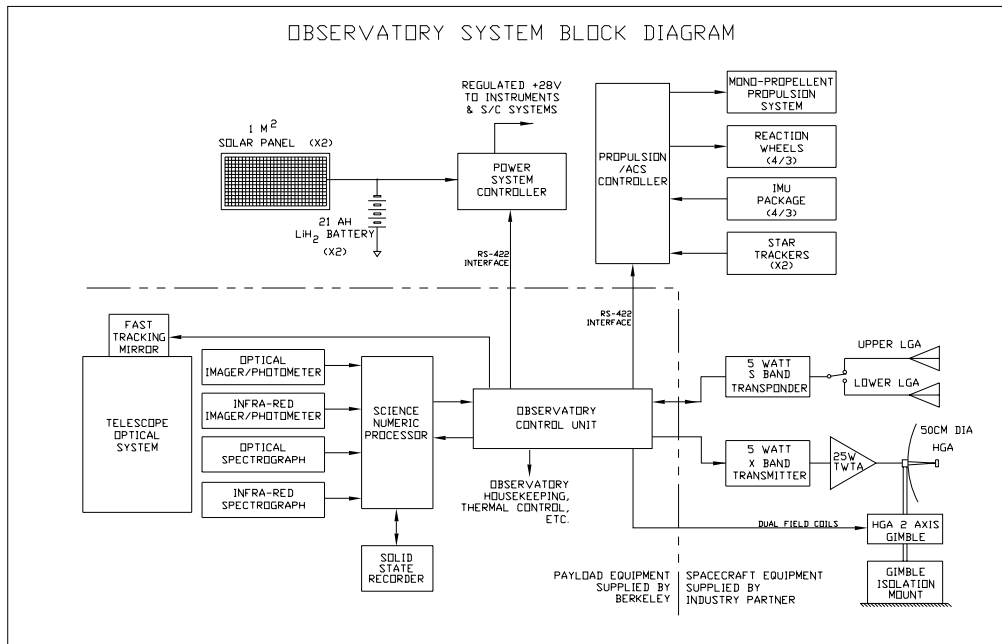 OBSERVATORY SYSTEM BLOCK DIAGRAM
REGULATED +28V
TO INSTRUMENTS
& S/C SYSTEMS
1 M2
SOLAR PANEL (X2)
21 AH
LiH2 BATTERY
(X2)
POWER
SYSTEM
CONTROLLER
RS-422
INTERFACE
PROPULSION
/ACS
CONTROLLER
MONO-PROPELLENT
PROPULSION
SYSTEM
REACTION
WHEELS
(4/3)
IMU
PACKAGE
(4/3)
STAR
TRACKERS
(X2)
RS-422
INTERFACE
FAST
TRACKING
MIRROR
TELESCOPE
OPTICAL
SYSTEM
OPTICAL
IMAGER/PHOTOMETER
INFRA-RED
IMAGER/PHOTOMETER
OPTICAL
SPECTROGRAPH
INFRA-RED
SPECTROGRAPH
SCIENCE
NUMERIC
PROCESSOR
SOLID
STATE
RECORDER
OBSERVATORY
CONTROL UNIT
OBSERVATORY
HOUSEKEEPING,
THERMAL CONTROL,
ETC.
5 WATT
S BAND
TRANSPONDER
UPPER LGA
LOWER LGA
5 WATT
X BAND
TRANSMITTER
25W
TWTA
50CM DIA
HGA
DUAL FIELD COILS
HGA 2 AXIS
GIMBLE
GIMBLE
ISOLATION
MOUNT
PAYLOAD EQUIPMENT
SUPPLIED BY
BERKELEY
SPACECRAFT EQUIPMENT
SUPPLIED BY
INDUSTRY PARTNER